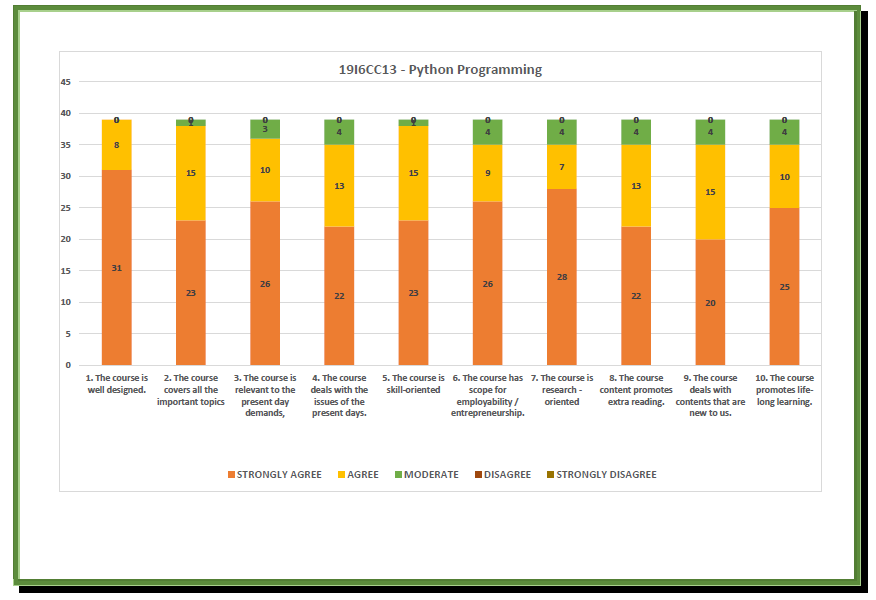 19I6CC13 - Python Programming
45
40
35
30
25
20
15
10
5
0
0 0 0 0 0 0 0 0 0 0
8 1 3 4 1 4 4 4 4 4
15 10 13 15 9 7 13 15 10
31 23 26 22 23 26 28 22 20 25
1. The course is
well designed.
2. The course
covers all the
important topics
3. The course is
relevant to the
present day
demands,
4. The course
deals with the
issues of the
present days.
5. The course is
skill-oriented
6. The course has
scope for
employability /
entrepreneurship.
7. The course is
research -
oriented
8. The course
content promotes
extra reading.
9. The course
deals with
contents that are
new to us.
10. The course
promotes life-
long learning.
STRONGLY AGREE AGREE MODERATE DISAGREE STRONGLY DISAGREE